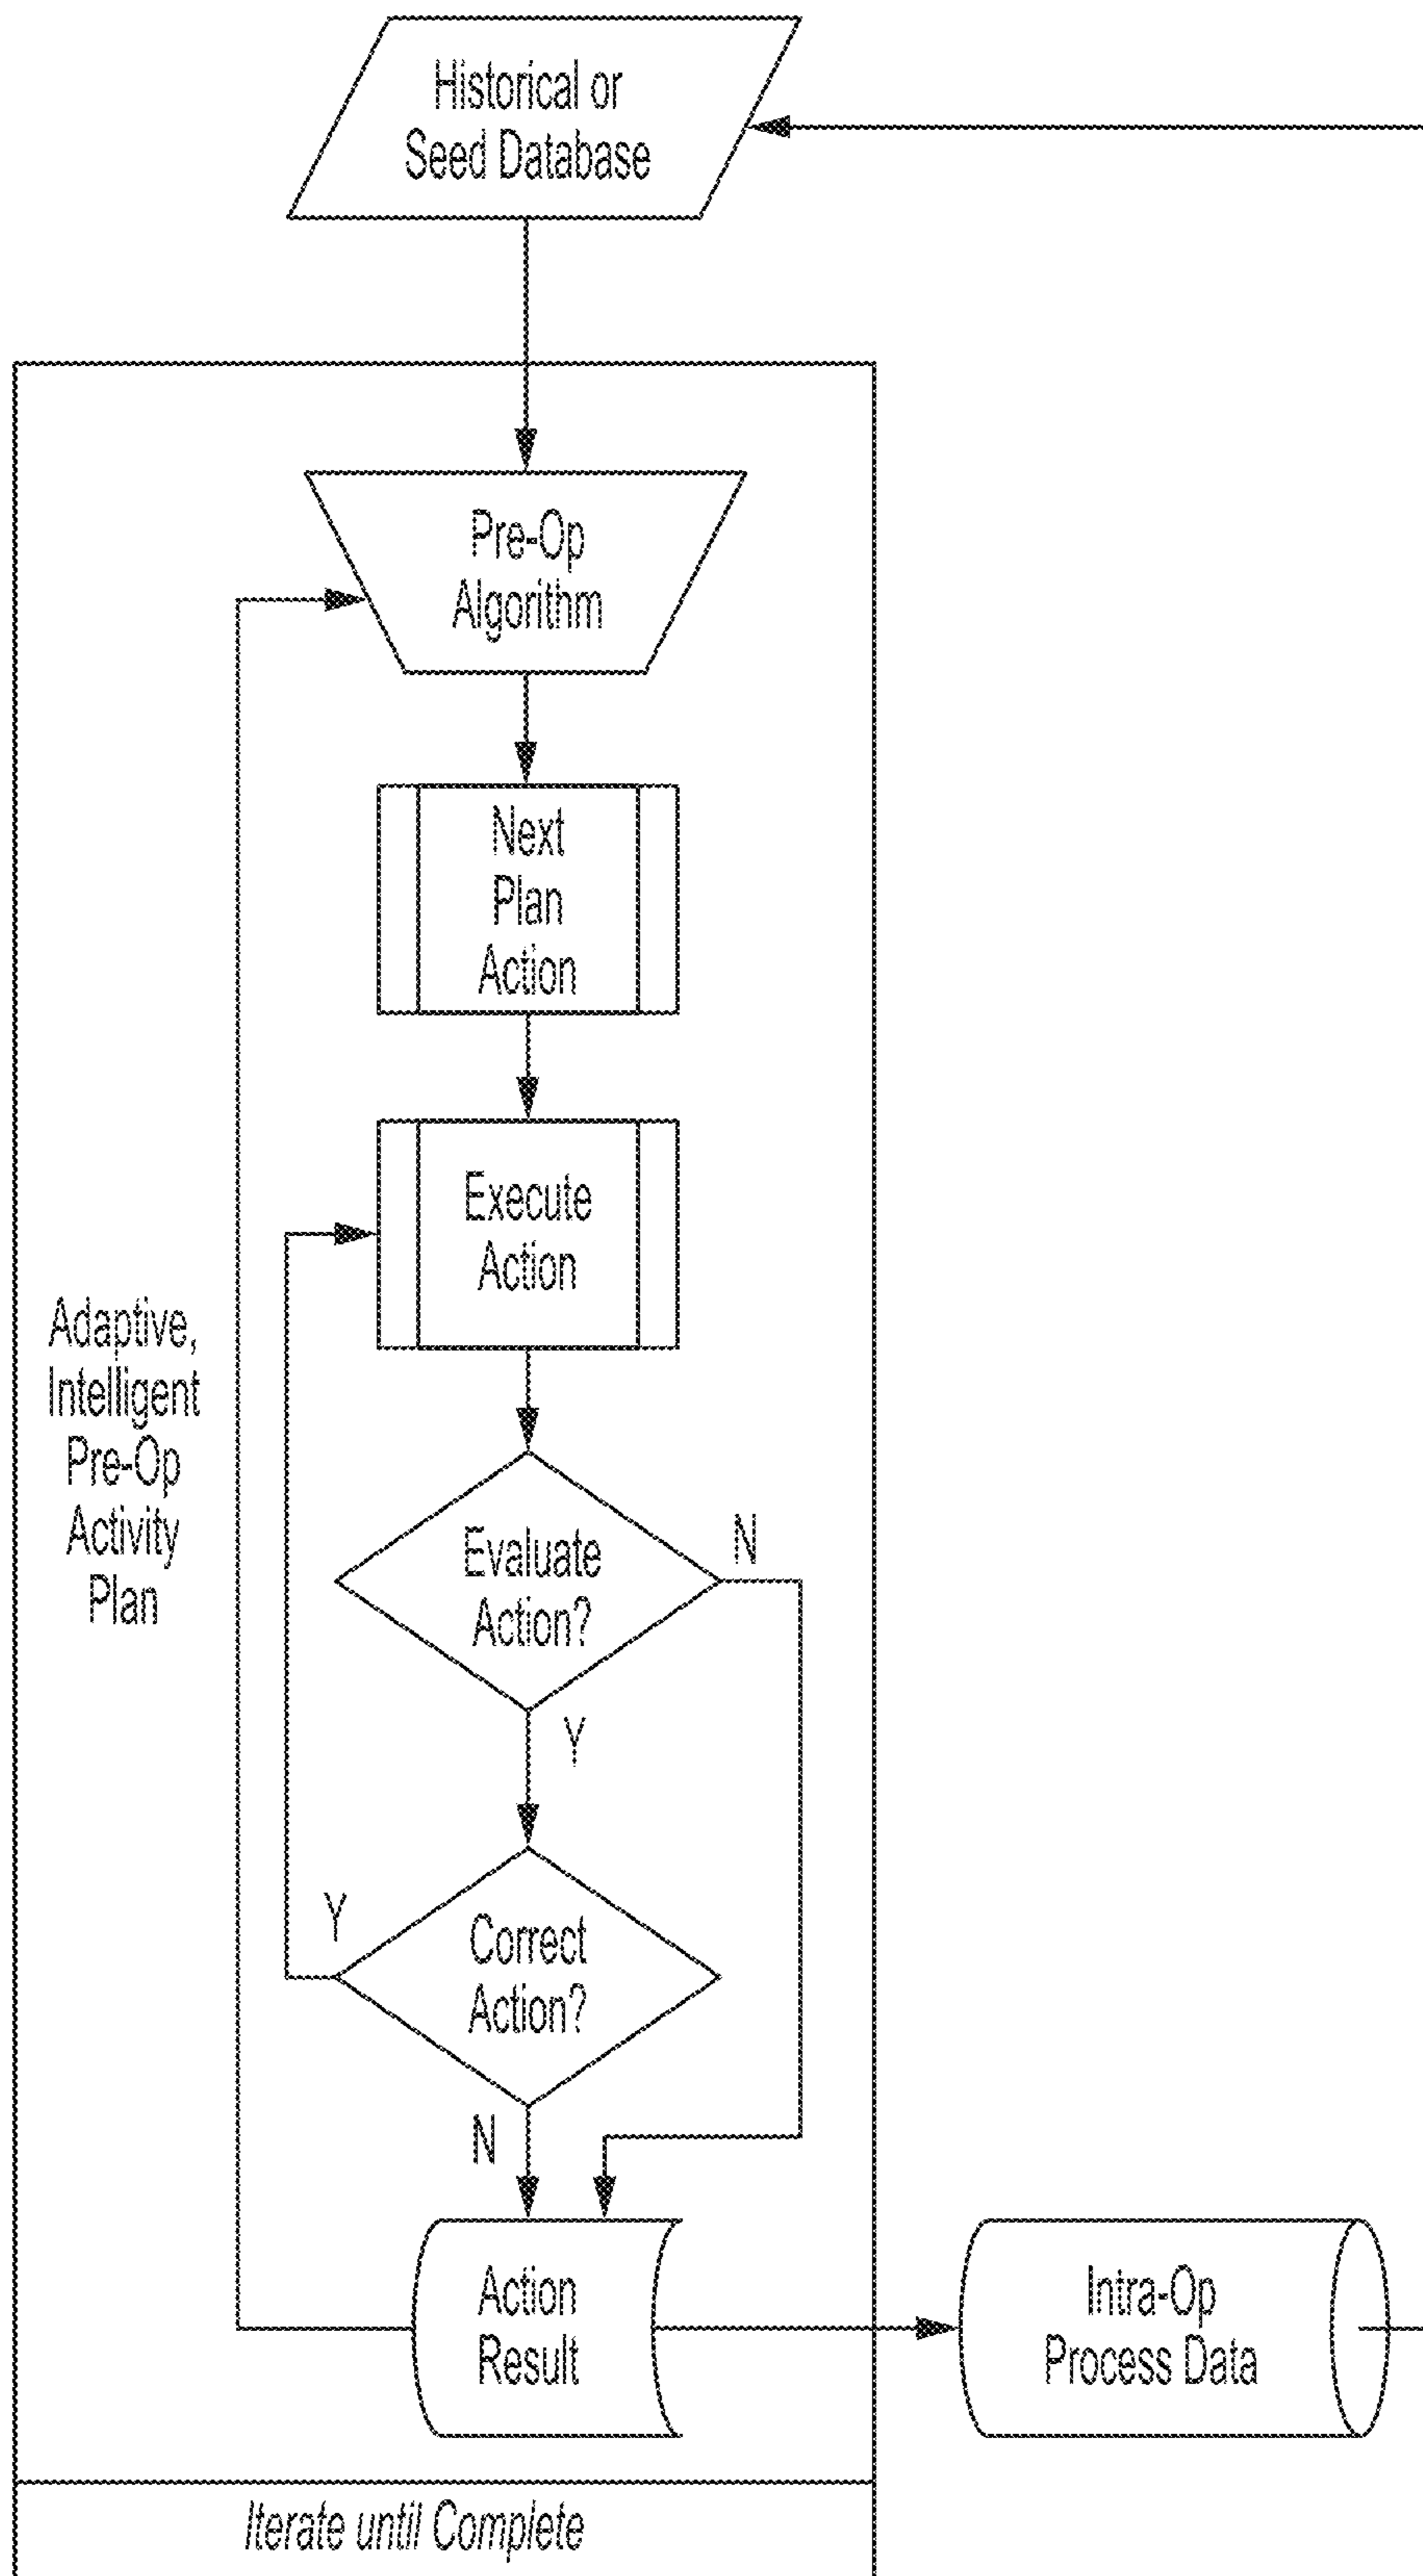 Historical or
Seed Database
Pre-Op
Algorithm
Next
Plan
Action
Execute
Action
Adaptive,
Intelligent
Pre-Op
Activity
Plan
Evaluate
Action?
N
Y
Correct
Action?
Y
N
Action
Result
Intra-Op
Process Data
Iterate until Complete